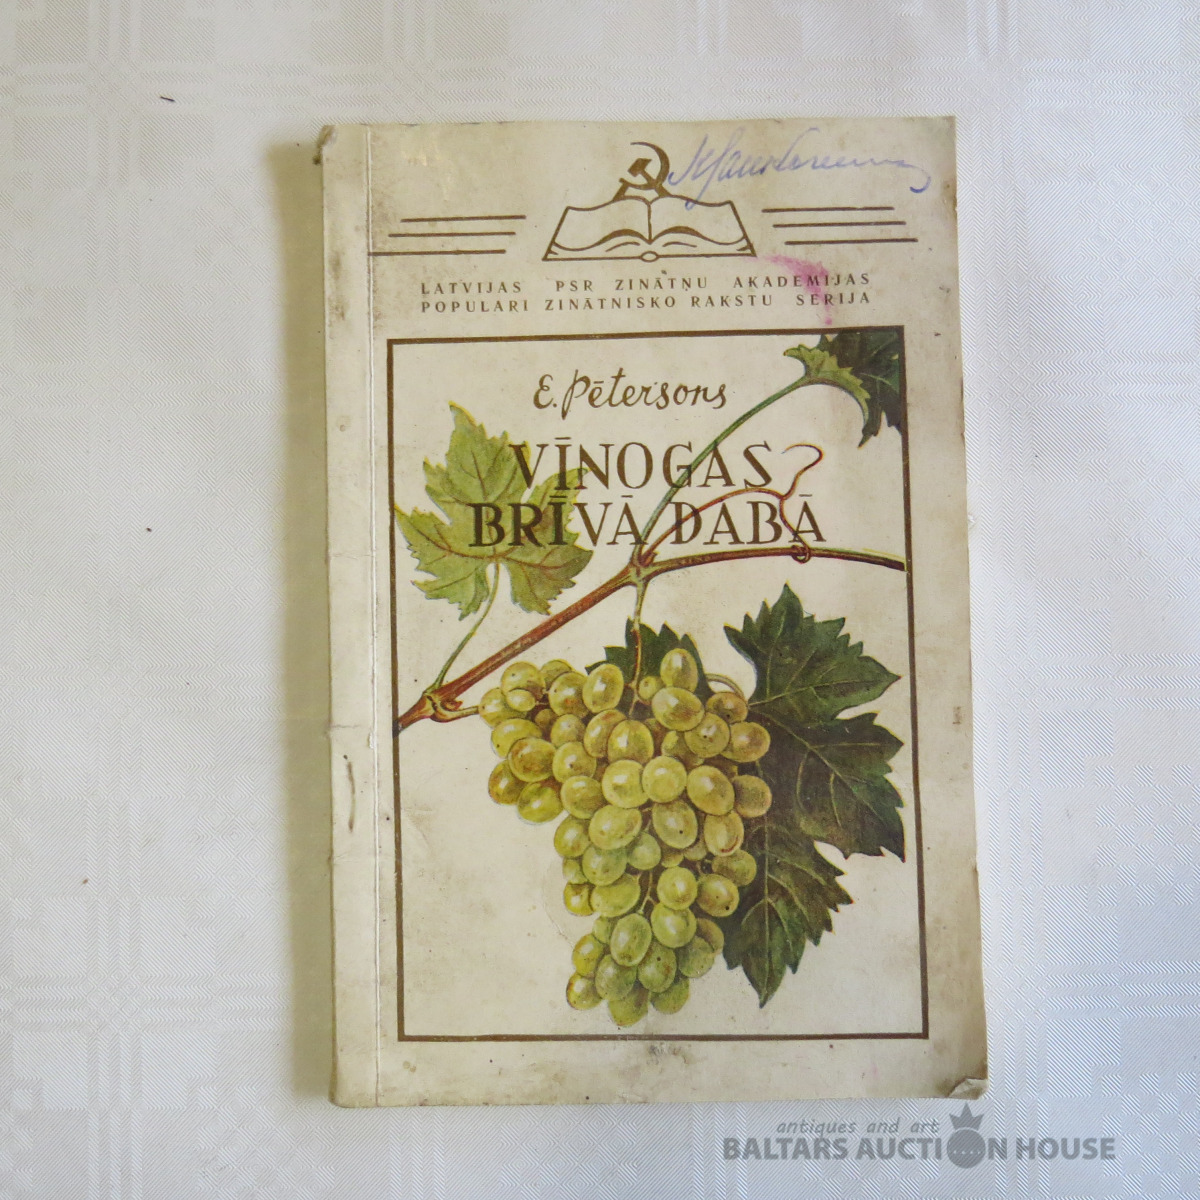 LATVIJAS PSR ZINĀTŅU AKADEMIJAS
POPULARI ZINĀTNISKO RAKSTU SERIJA
E. Pētersons
VĪNOGAS
BRĪVĀ DABĀ
antiques and art
BALTARS AUCTION HOUSE